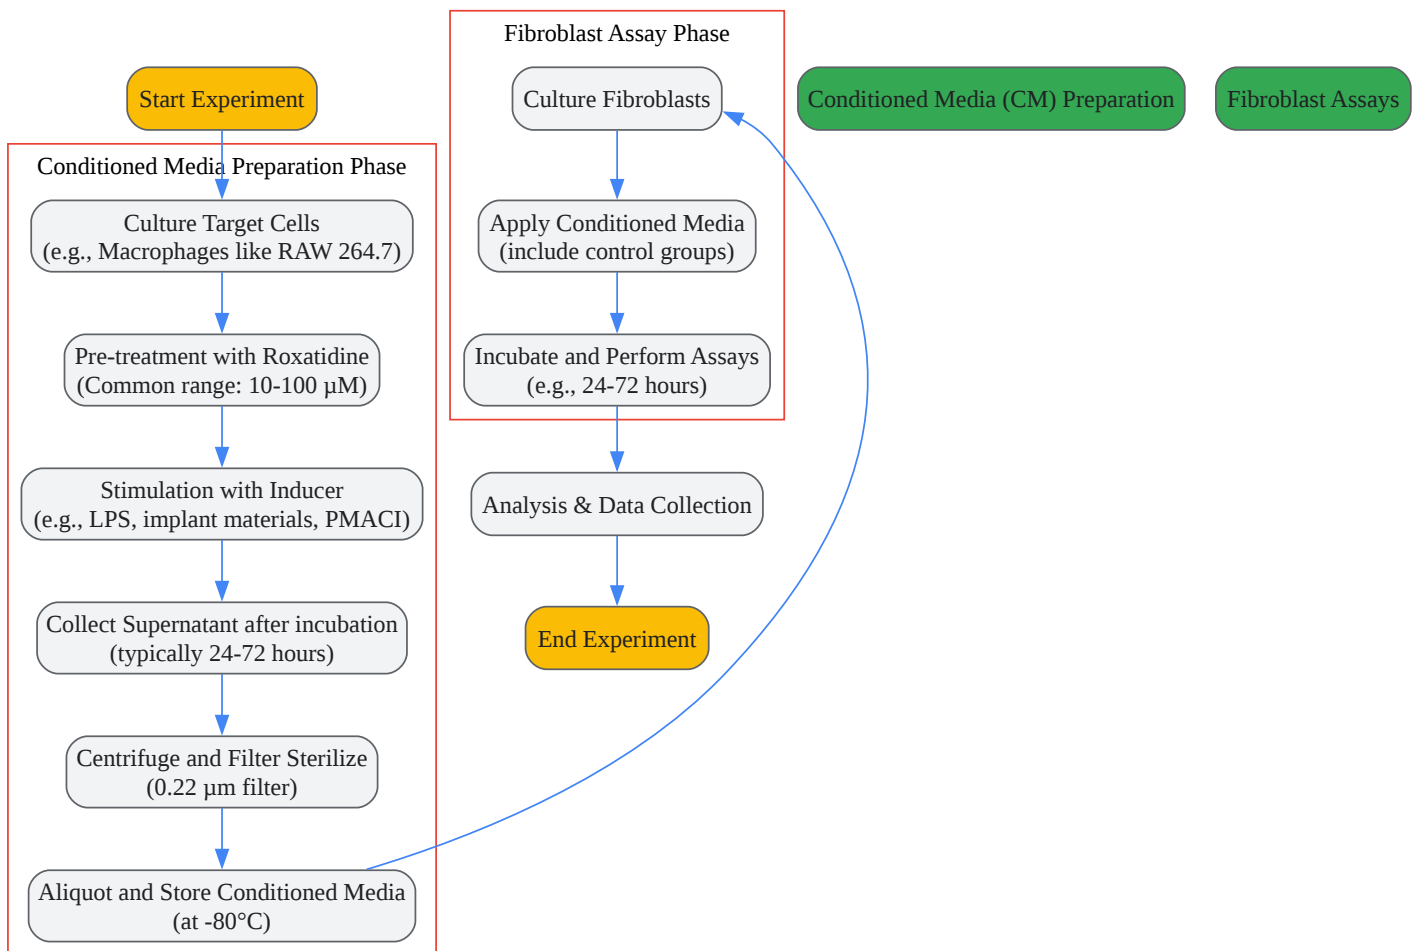 Start Experiment
Conditioned Media Preparation Phase
Culture Target Cells
(e.g., Macrophages like RAW 264.7)
Pre-treatment with Roxatidine
(Common range: 10-100 µM)
Stimulation with Inducer
(e.g., LPS, implant materials, PMACI)
Collect Supernatant after incubation
(typically 24-72 hours)
Centrifuge and Filter Sterilize
(0.22 µm filter)
Aliquot and Store Conditioned Media
(at -80°C)
Fibroblast Assay Phase
Culture Fibroblasts
Apply Conditioned Media
(include control groups)
Incubate and Perform Assays
(e.g., 24-72 hours)
Analysis & Data Collection
End Experiment
Conditioned Media (CM) Preparation
Fibroblast Assays